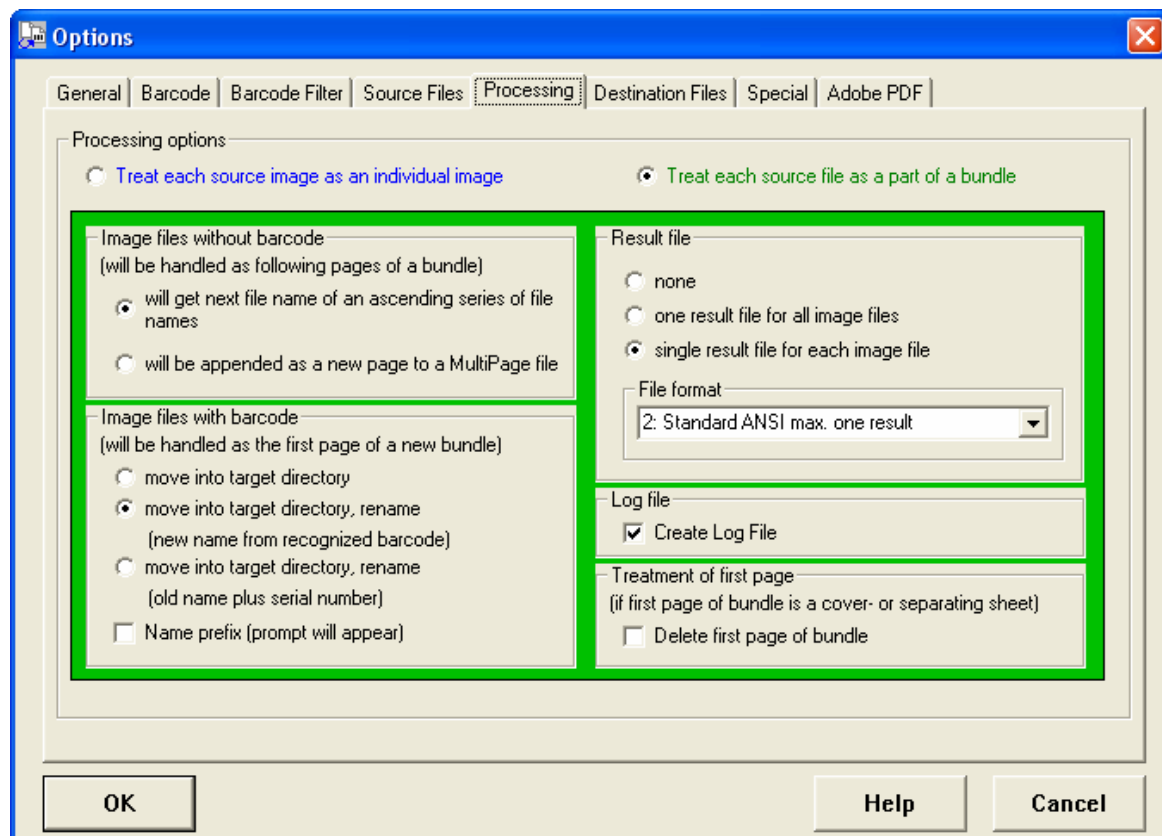 Options
General Barcode Barcode Filter Source Files Processing Destination Files Special Adobe PDF
Processing options
Treat each source image as an individual image
Treat each source file as a part of a bundle
Image files without barcode
(will be handled as following pages of a bundle)
will get next file name of an ascending series of file
names
will be appended as a new page to a MultiPage file
Image files with barcode
(will be handled as the first page of a new bundle)
move into target directory
move into target directory, rename
(new name from recognized barcode)
move into target directory, rename
(old name plus serial number)
Name prefix (prompt will appear)
Result file
none
one result file for all image files
single result file for each image file
File format
2: Standard ANSI max. one result
Log file
Create Log File
Treatment of first page
(if first page of bundle is a cover- or separating sheet)
Delete first page of bundle
OK
Help
Cancel